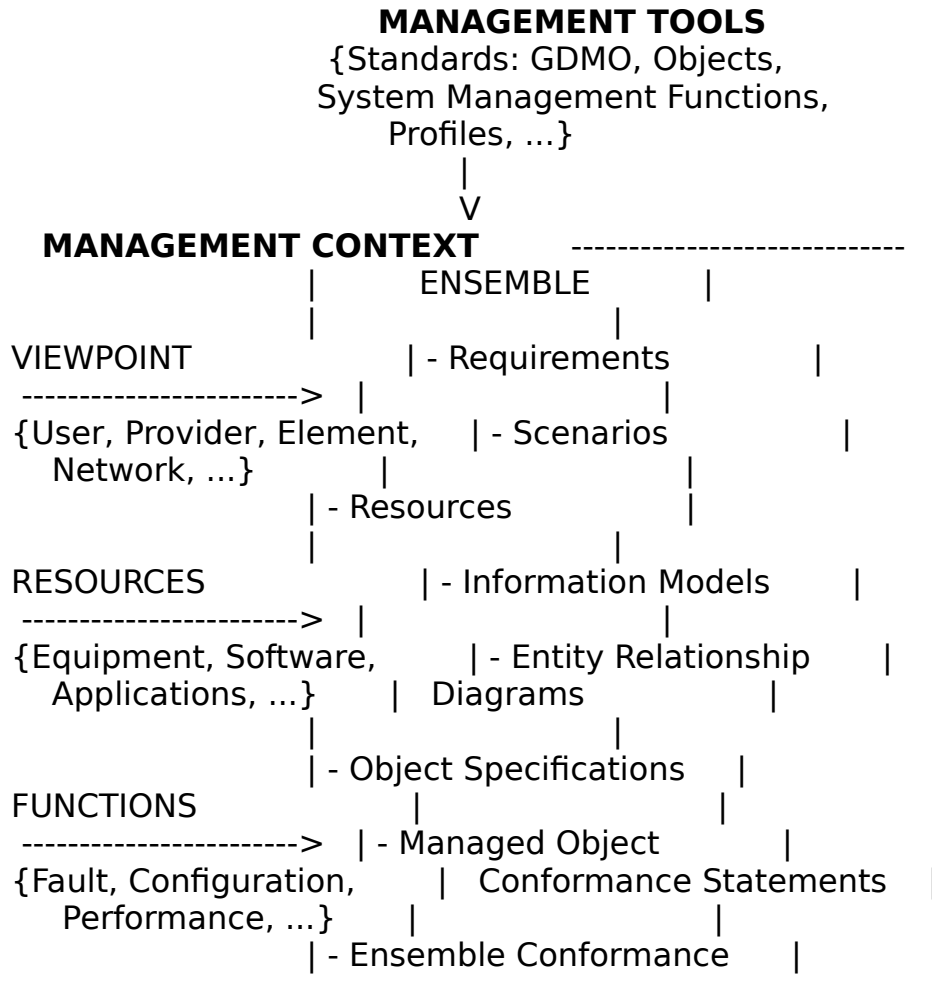 MANAGEMENT TOOLS
{Standards: GDMO, Objects,
System Management Functions,
Profiles, ...}
|
V
MANAGEMENT CONTEXT ----------------------------
| ENSEMBLE |
| |
VIEWPOINT | - Requirements |
-----------------------> | |
{User, Provider, Element, | - Scenarios |
Network, ...} | |
| - Resources |
| |
RESOURCES | - Information Models |
-----------------------> | |
{Equipment, Software, | - Entity Relationship |
Applications, ...} | Diagrams |
| |
| - Object Specifications |
FUNCTIONS | |
-----------------------> | - Managed Object |
{Fault, Configuration, | Conformance Statements |
Performance, ...} | |
| - Ensemble Conformance |